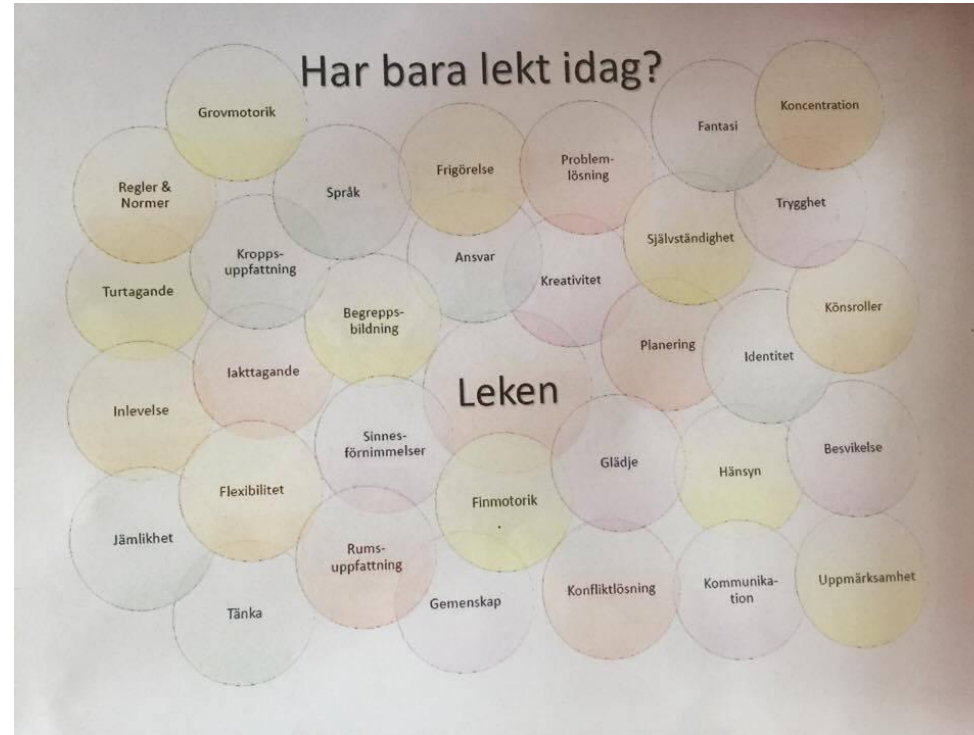 Har bara lekt idag?
Grovmotorik
Fantasi
Koncentration
Regler &
Normer
Språk
Frigörelse
Problem-
lösning
Trygghet
Kropps-
uppfattning
Ansvar
Självständighet
Kreativitet
Turtagande
Begrepps-
bildning
Planering
Identitet
Könsroller
Iakttagande
Leken
Inlevelse
Sinnes-
förnimmelser
Glädje
Hänsyn
Besvikelse
Flexibilitet
Finmotorik
Jämlikhet
Rums-
uppfattning
Gemenskap
Konfliktlösning
Kommunika-
tion
Uppmärksamhet
Tänka